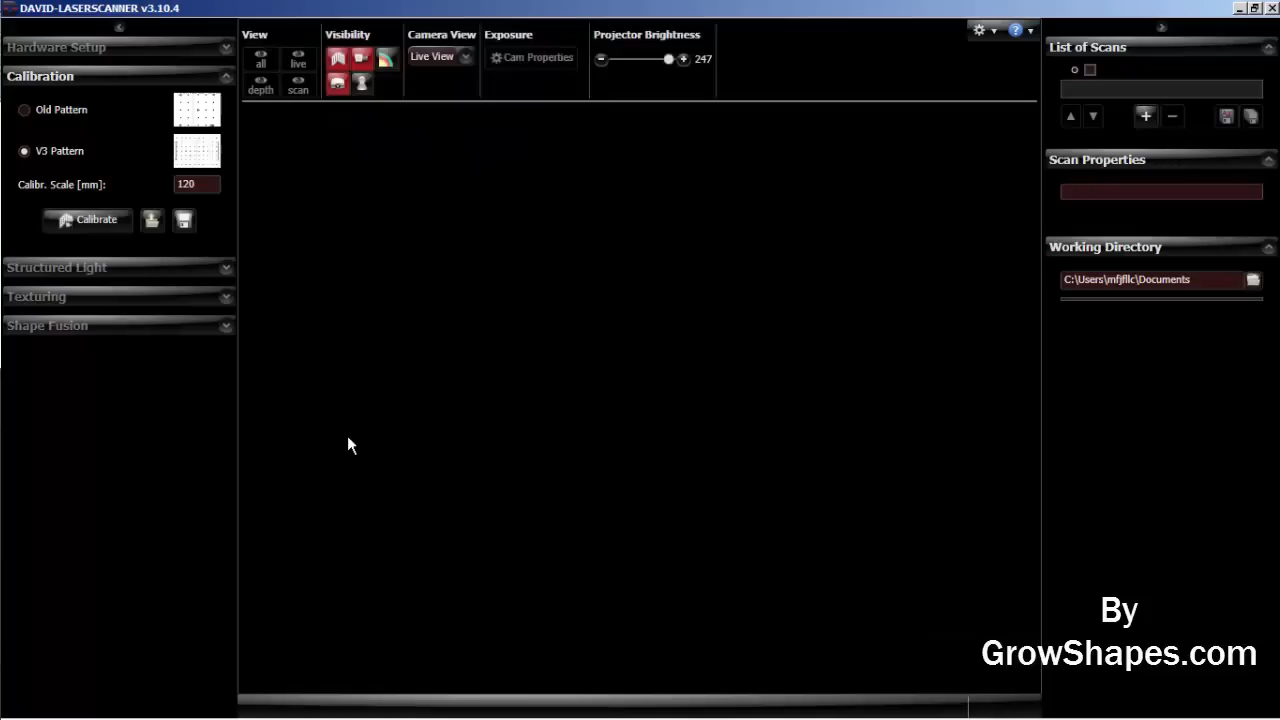 DAVID-LASERSCANNER v3.10.4
Hardware Setup
Calibration
Old Pattern
V3 Pattern
Calibr. Scale [mm]:
120
Calibrate
Structured Light
Texturing
Shape Fusion
View
all
live
depth
scan
Visibility
Camera View
Live View
Exposure
Cam Properties
Projector Brightness
247
List of Scans
Scan Properties
Working Directory
C:\Users\mfjfllc\Documents
By
GrowShapes.com